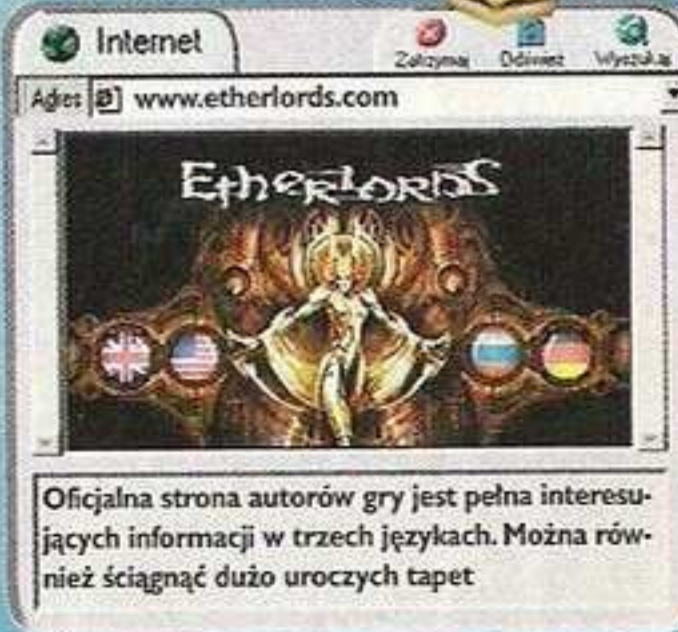 Internet
Zatrzymaj Odśwież Wyszukaj
Adres www.etherlords.com
EtherlordS
Oficjalna strona autorów gry jest pełna interesu-
jących informacji w trzech językach. Można rów-
nież ściągnąć dużo uroczych tapet